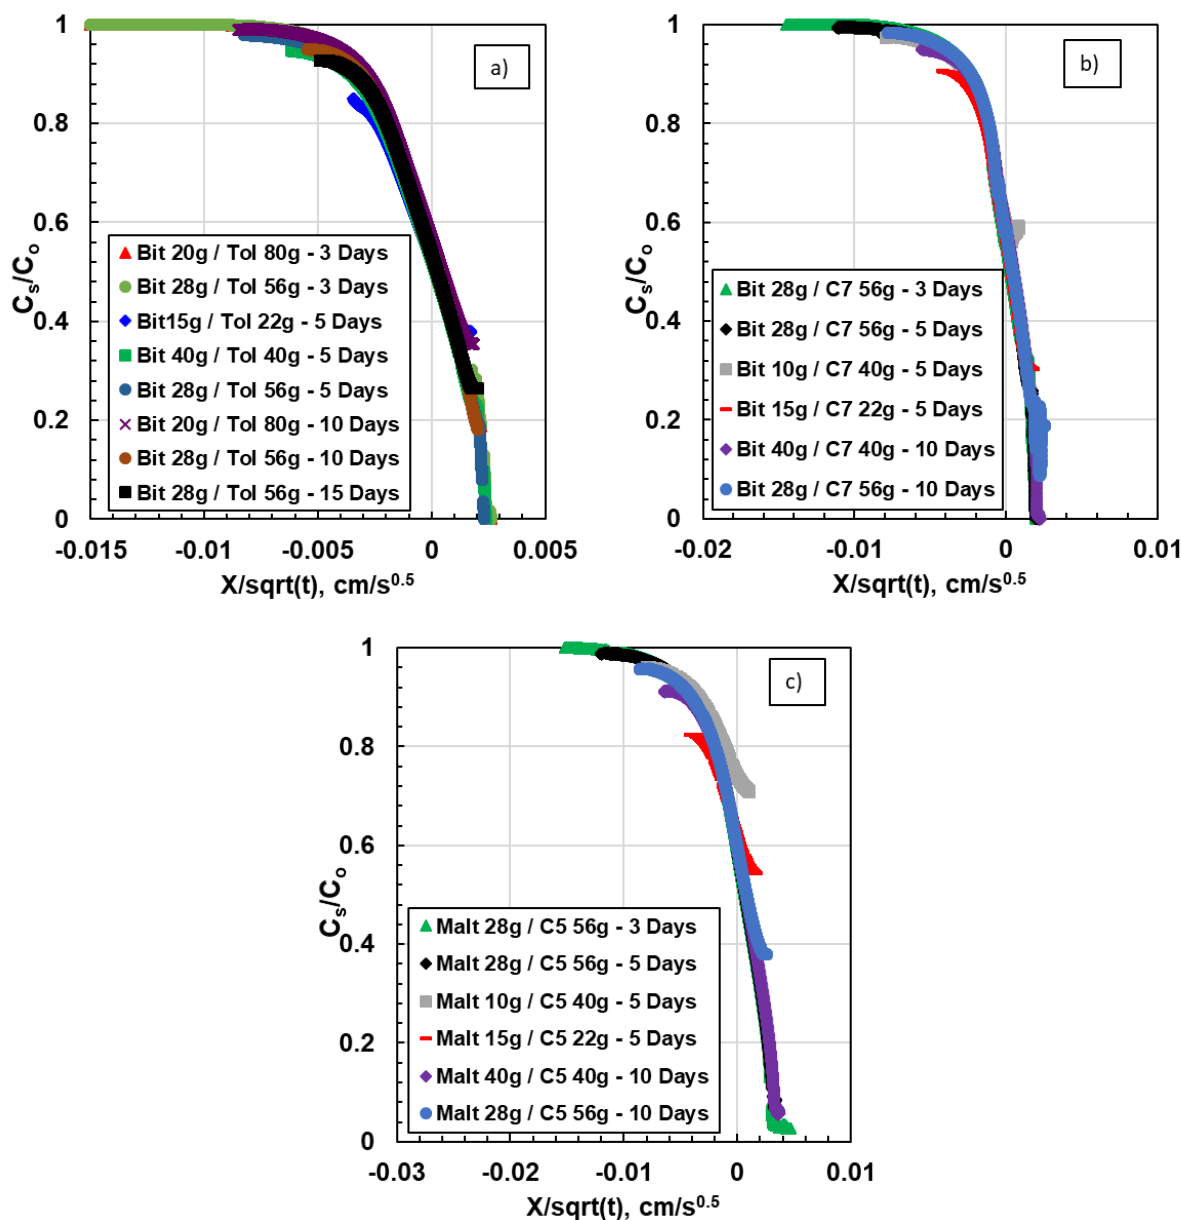 a)
1
0.8
0.6
0.4
0.2
0
Cs/Co
Bit 20g / Tol 80g - 3 Days
Bit 28g / Tol 56g - 3 Days
Bit15g / Tol 22g - 5 Days
Bit 40g / Tol 40g - 5 Days
Bit 28g / Tol 56g - 5 Days
Bit 20g / Tol 80g - 10 Days
Bit 28g / Tol 56g - 10 Days
Bit 28g / Tol 56g - 15 Days
-0.015 -0.01 -0.005 0 0.005
X/sqrt(t), cm/s^0.5
b)
1
0.8
0.6
0.4
0.2
0
Cs/Co
Bit 28g / C7 56g - 3 Days
Bit 28g / C7 56g - 5 Days
Bit 10g / C7 40g - 5 Days
Bit 15g / C7 22g - 5 Days
Bit 40g / C7 40g - 10 Days
Bit 28g / C7 56g - 10 Days
-0.02 -0.01 0 0.01
X/sqrt(t), cm/s^0.5
c)
1
0.8
0.6
0.4
0.2
0
Cs/Co
Malt 28g / C5 56g - 3 Days
Malt 28g / C5 56g - 5 Days
Malt 10g / C5 40g - 5 Days
Malt 15g / C5 22g - 5 Days
Malt 40g / C5 40g - 10 Days
Malt 28g / C5 56g - 10 Days
-0.03 -0.02 -0.01 0 0.01
X/sqrt(t), cm/s^0.5